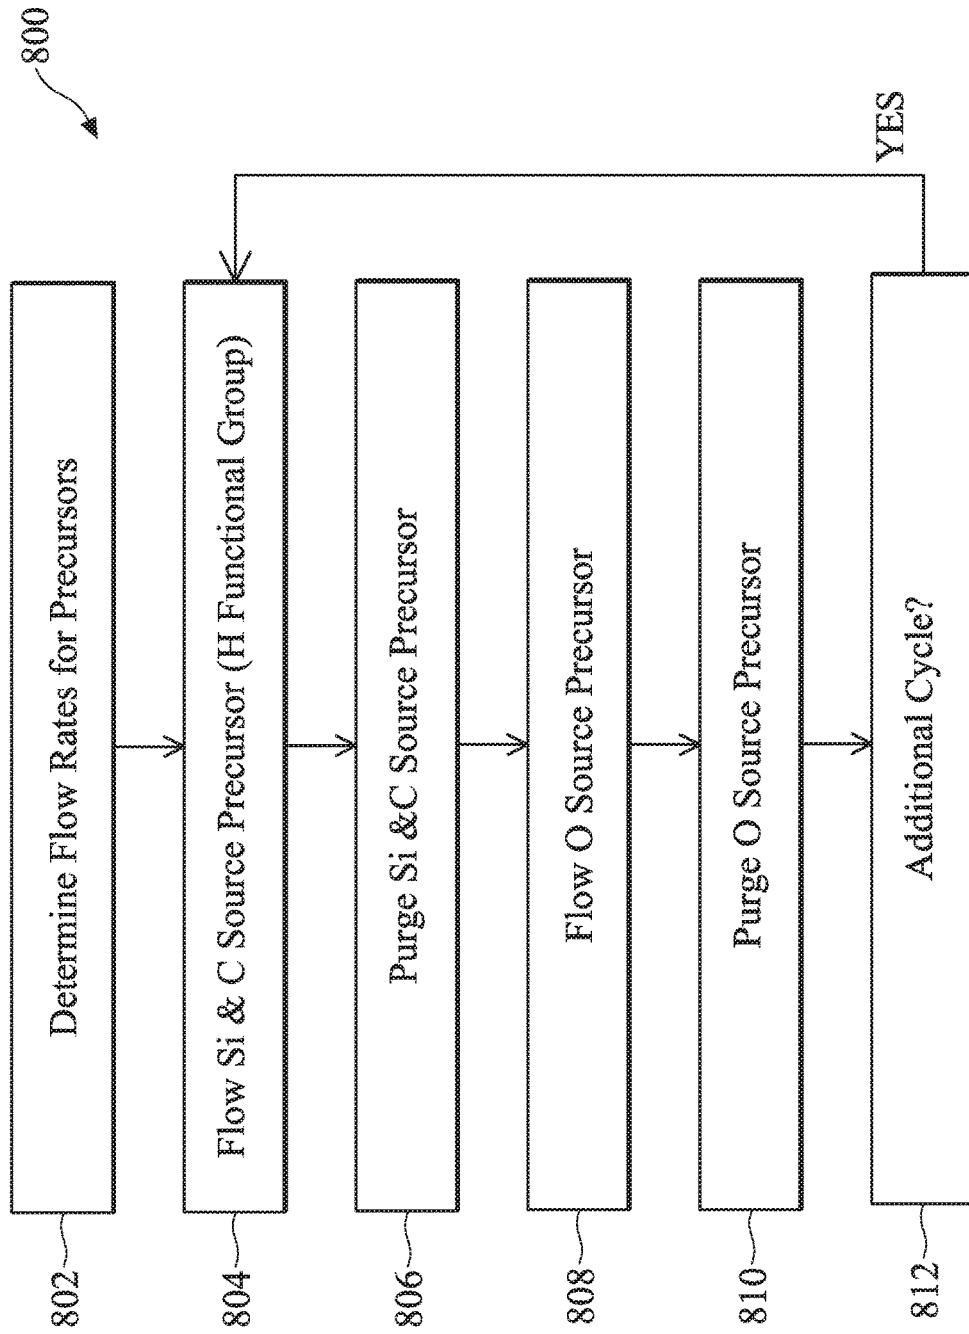 800
802
Determine Flow Rates for Precursors
804
Flow Si & C Source Precursor (H Functional Group)
806
Purge Si &C Source Precursor
808
Flow O Source Precursor
810
Purge O Source Precursor
812
Additional Cycle?
YES